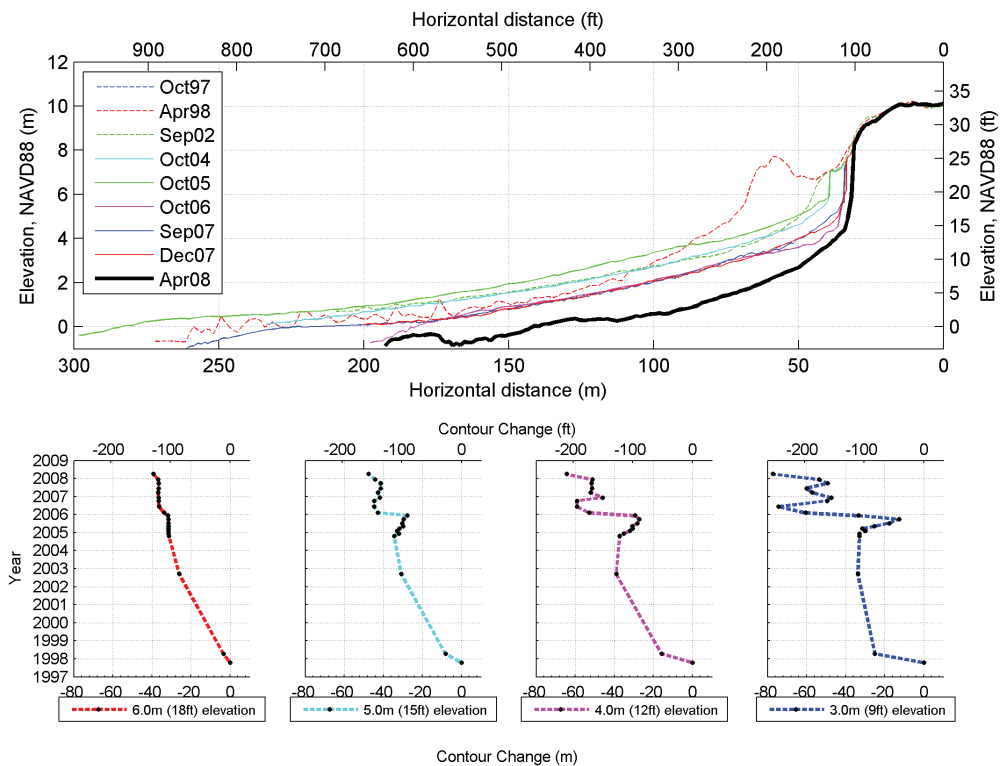 Horizontal distance (ft)
900 800 700 600 500 400 300 200 100 0
12
10
8
6
4
2
0
Elevation, NAVD88 (m)
Oct97
Apr98
Sep02
Oct04
Oct05
Oct06
Sep07
Dec07
Apr08
35
30
25
20
15
10
5
0
Elevation, NAVD88 (ft)
300 250 200 150 100 50 0
Horizontal distance (m)
Contour Change (ft)
-200 -100 0 -200 -100 0 -200 -100 0 -200 -100 0
2009
2008
2007
2006
2005
2004
2003
2002
2001
2000
1999
1998
1997
Year
-80 -60 -40 -20 0 -80 -60 -40 -20 0 -80 -60 -40 -20 0 -80 -60 -40 -20 0
6.0m (18ft) elevation 5.0m (15ft) elevation 4.0m (12ft) elevation 3.0m (9ft) elevation
Contour Change (m)